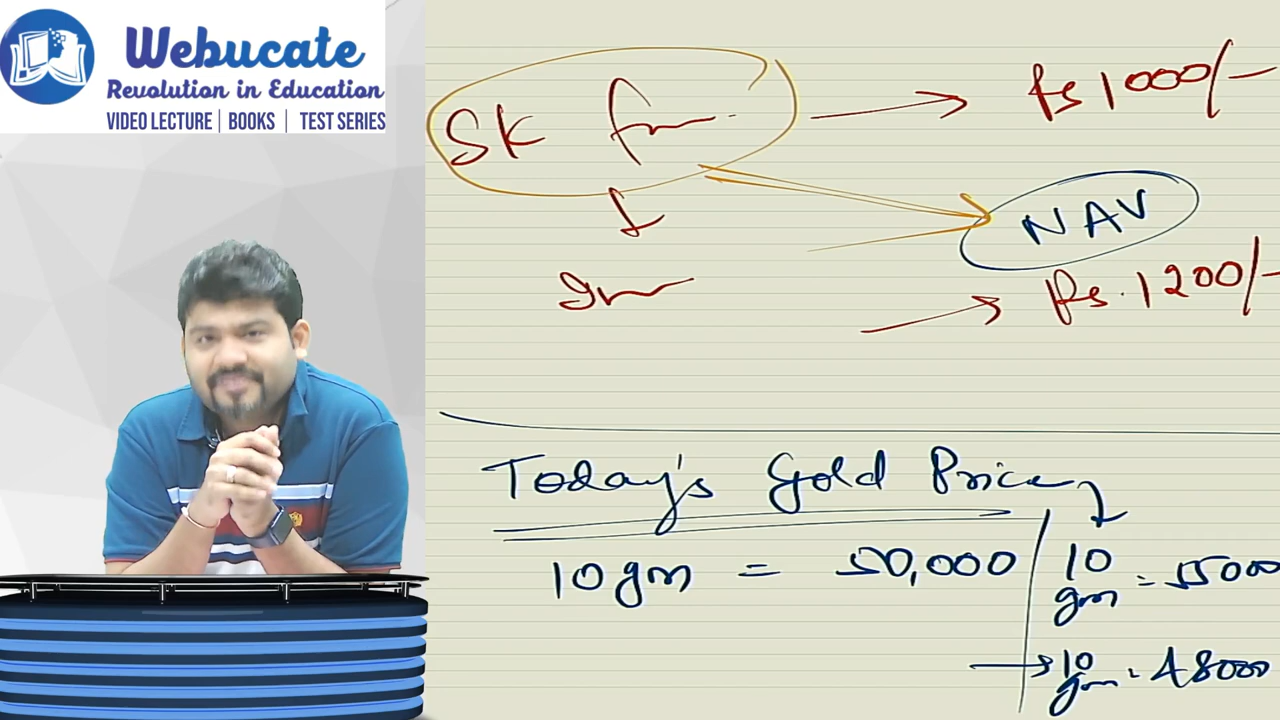 Webucate
Revolution in Education
VIDEO LECTURE | BOOKS | TEST SERIES
SK → Rs 1000/-
NAV
→ Rs. 1200/-
Today's Gold Price
10 gm = 50,000
10 gm = 55000
→ 10 gm = 48000